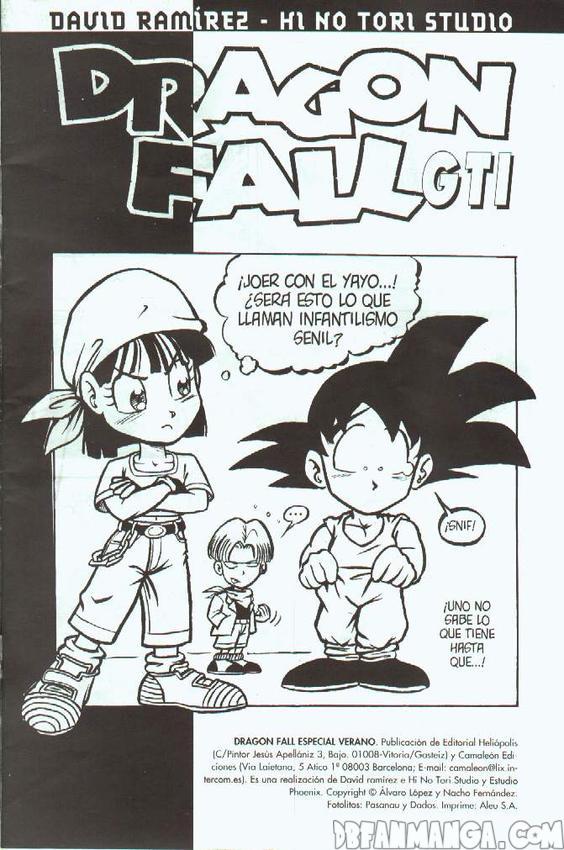 DAVID RAMÍREZ - HI NO TORI STUDIO
DRAGON
FALL GTI
¡JOER CON EL YAYO...!
¿SERÁ ESTO LO QUE
LLAMAN INFANTILISMO
SENIL?
...
¡SNIF!
¡UNO NO
SABE LO
QUE TIENE
HASTA
QUE...!
DRAGON FALL ESPECIAL VERANO. Publicación de Editorial Heliópolis
(C/Pintor Jesús Apellániz 3, Bajo. 01008-Vitoria/Gasteiz) y Camaleón Edi-
ciones (Via Laietana, 5 Atico 1ª 08003 Barcelona; E-mail: camaleon@lix.in-
tercom.es). Es una realización de David ramírez e Hi No Tori Studio y Estudio
Phoenix. Copyright © Álvaro López y Nacho Fernández.
Fotolitos: Pasanau y Dados. Imprime: Aleu S.A.
DBFANMANGA.COM